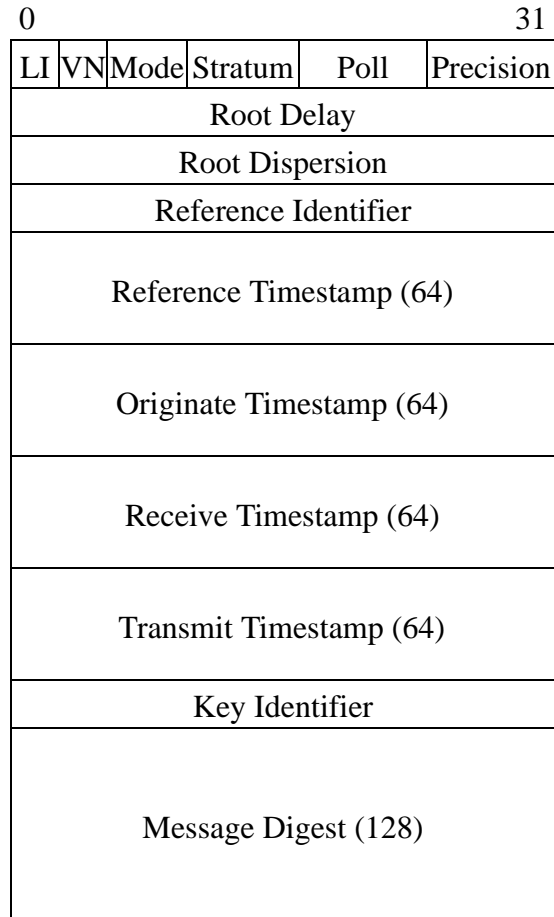 0 31
LI VN Mode Stratum Poll Precision
Root Delay
Root Dispersion
Reference Identifier
Reference Timestamp (64)
Originate Timestamp (64)
Receive Timestamp (64)
Transmit Timestamp (64)
Key Identifier
Message Digest (128)